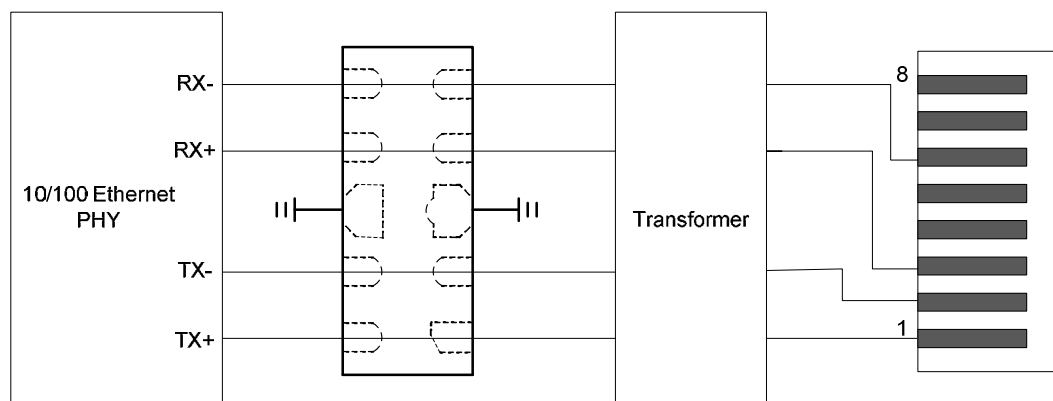 RX-
RX+
10/100 Ethernet
PHY
TX-
TX+
Transformer
8
1